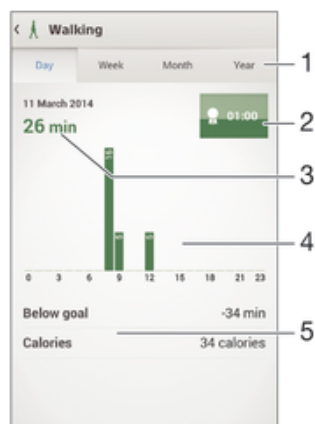 Walking
Day Week Month Year
1
11 March 2014
26 min
01:00
2
3
4
0 3 6 9 12 15 18 21 23
Below goal -34 min
5
Calories 34 calories